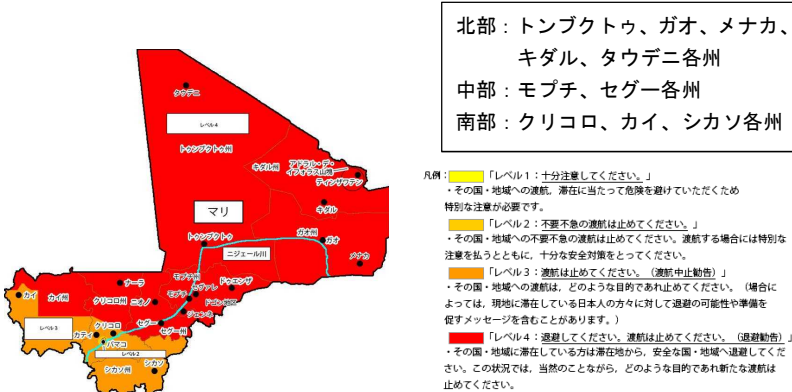 タウデニ
レベル4
トゥンブクトゥ州
キダル州
アドラル・デ・
イフォラス山地
ティンザワテン
マリ
キダル
トゥンブクトゥ
ガオ州
ガオ
ニジェール川
メナカ
モプチ州
ドゥエンザ
ナーラ
セヴァレ
カイ
カイ州
クリコロ州
ニオノ
モプチ
ドゴン地区
ジェンネ
セグー
レベル3
クリコロ
セグー州
カティ
バマコ
レベル2
シカソ
シカソ州
北部:トンブクトゥ、ガオ、メナカ、
キダル、タウデニ各州
中部:モプチ、セグー各州
南部:クリコロ、カイ、シカソ各州
凡例:「レベル1:十分注意してください。」
・その国・地域への渡航、滞在に当たって危険を避けていただくため
特別な注意が必要です。
「レベル2:不要不急の渡航は止めてください。」
・その国・地域への不要不急の渡航は止めてください。渡航する場合には特別な
注意を払うとともに、十分な安全対策をとってください。
「レベル3:渡航は止めてください。(渡航中止勧告)」
・その国・地域への渡航は、どのような目的であれ止めてください。(場合に
よっては、現地に滞在している日本人の方々に対して退避の可能性や準備を
促すメッセージを含むことがあります。)
「レベル4:退避してください。渡航は止めてください。(退避勧告)」
・その国・地域に滞在している方は滞在地から、安全な国・地域へ退避してくだ
さい。この状況では、当然のことながら、どのような目的であれ新たな渡航は
止めてください。